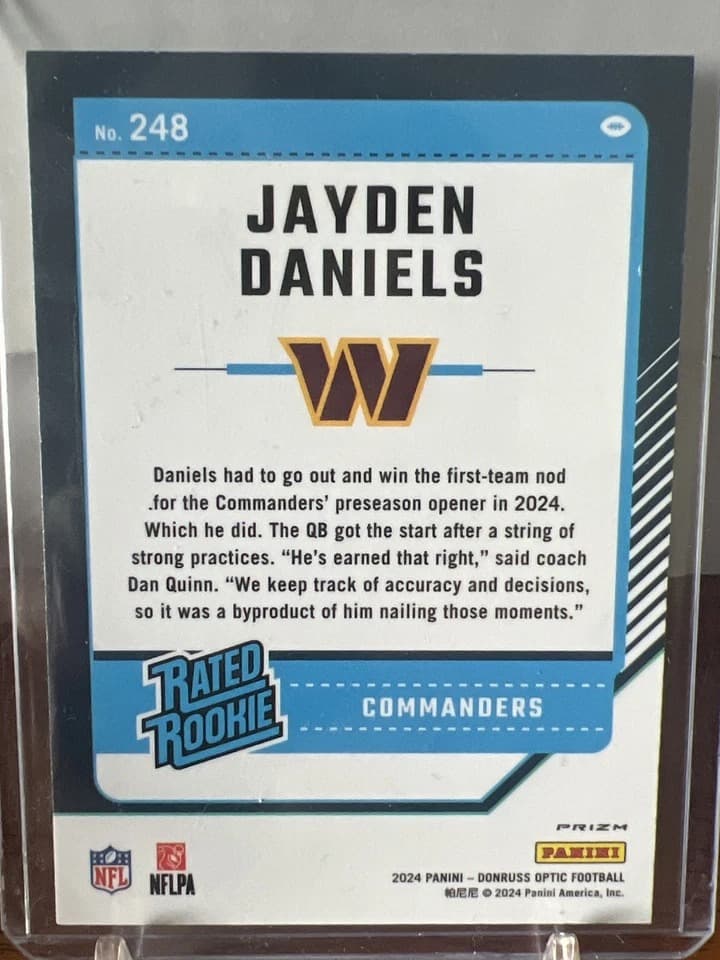 No. 248
JAYDEN
DANIELS
W
Daniels had to go out and win the first-team nod
for the Commanders’ preseason opener in 2024.
Which he did. The QB got the start after a string of
strong practices. “He’s earned that right,” said coach
Dan Quinn. “We keep track of accuracy and decisions,
so it was a byproduct of him nailing those moments.”
RATED
ROOKIE
COMMANDERS
PRIZM
PANINI
NFL
NFLPA
2024 PANINI – DONRUSS OPTIC FOOTBALL
帕尼尼 © 2024 Panini America, Inc.